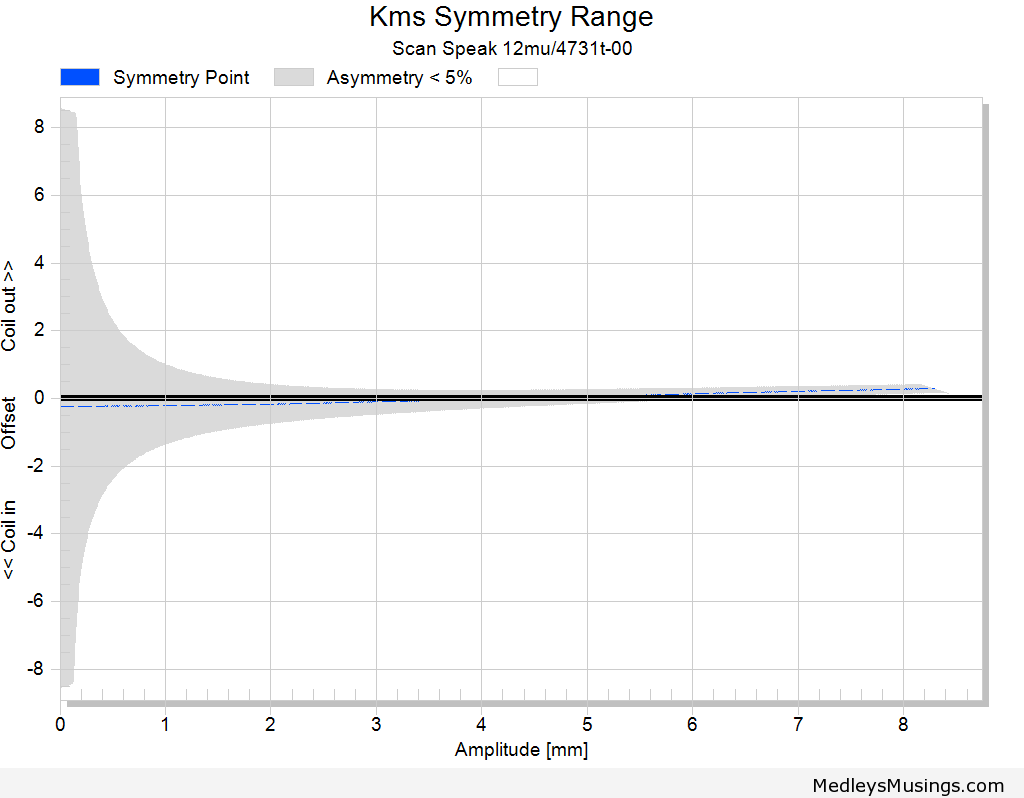 Kms Symmetry Range
Scan Speak 12mu/4731t-00
Symmetry Point Asymmetry < 5%
8
6
4
2
0
-2
-4
-6
-8
<< Coil in Offset Coil out >>
0 1 2 3 4 5 6 7 8
Amplitude [mm]
MedleysMusings.com